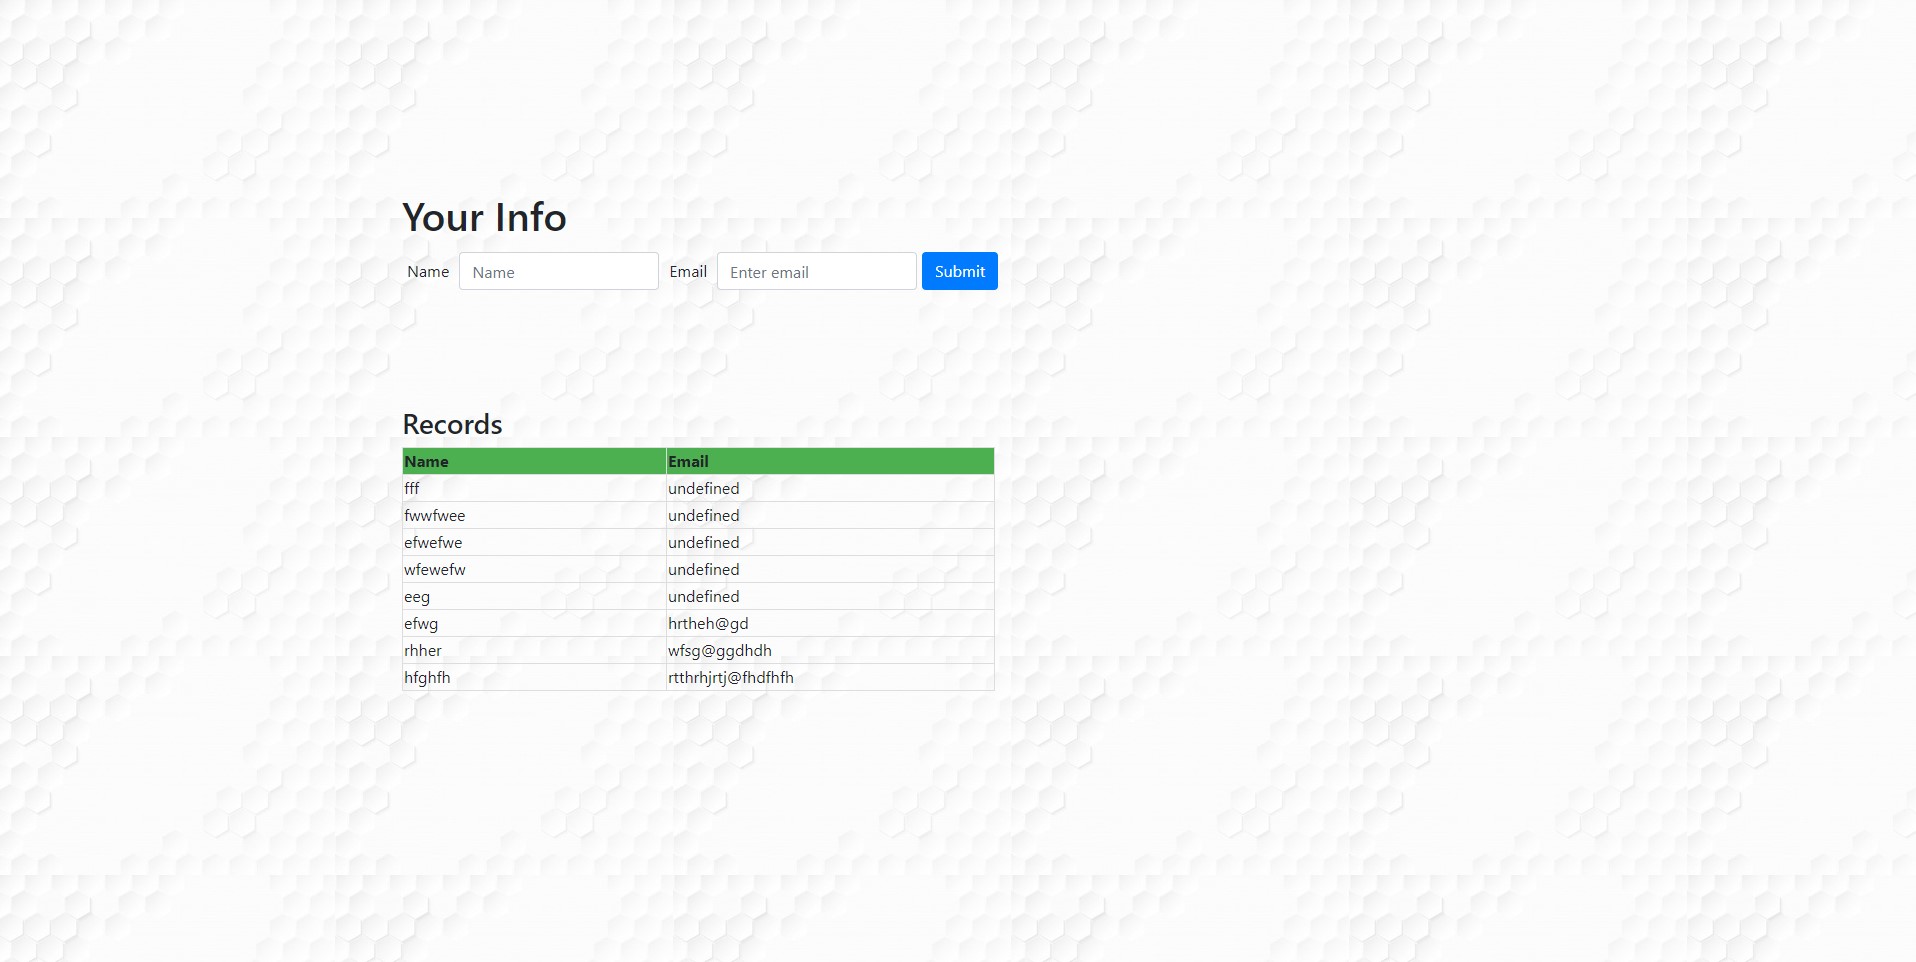 Your Info
Name Name Email Enter email Submit
Records
Name Email
fff undefined
fwwfwee undefined
efwefwe undefined
wfewefw undefined
eeg undefined
efwg hrtheh@gd
rhher wfsg@ggdhdh
hfghfh rtthrhjrtj@fhdfhfh